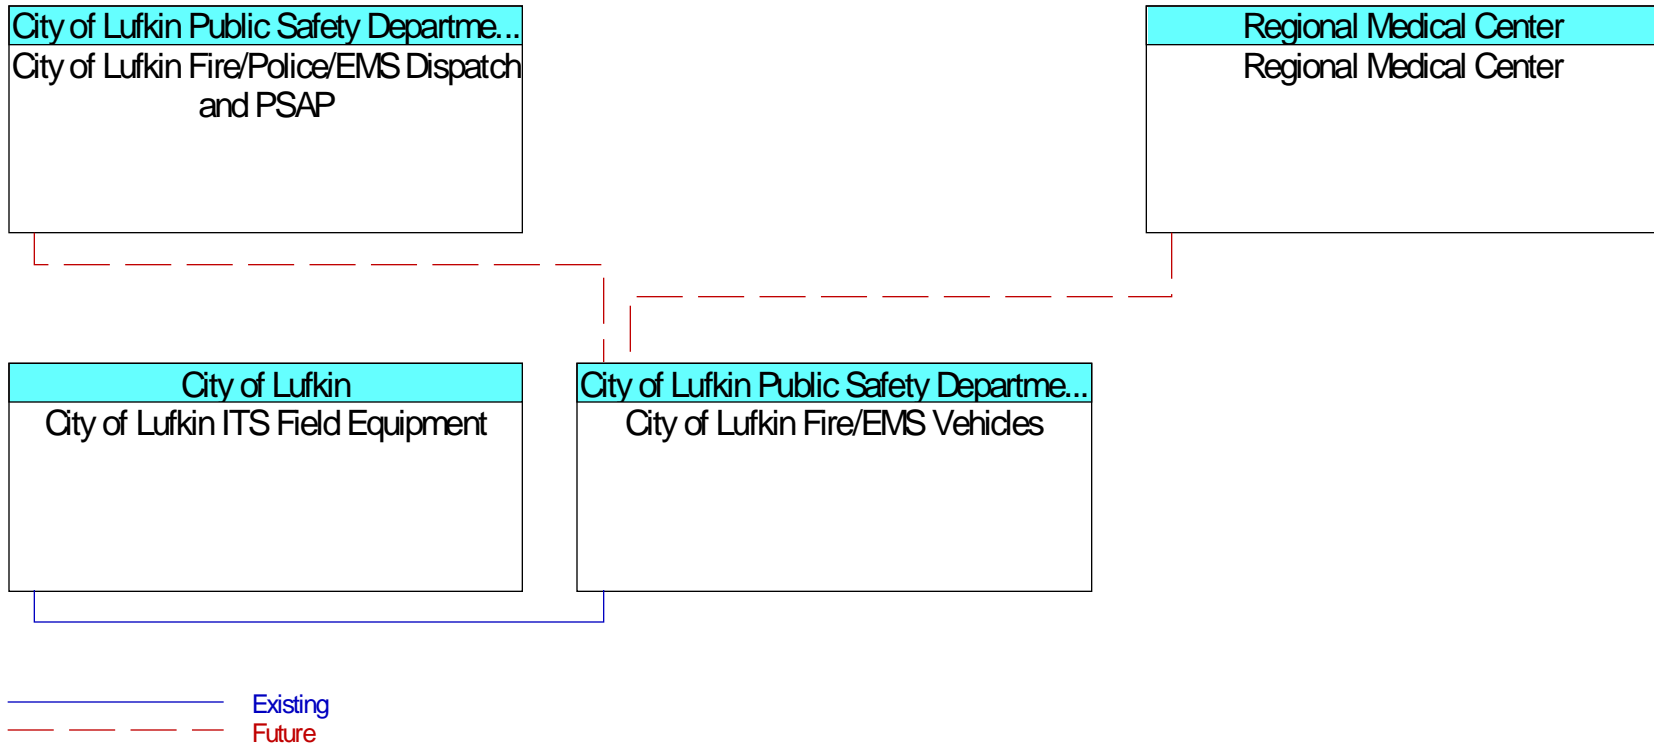 City of Lufkin Public Safety Departme...
City of Lufkin Fire/Police/EMS Dispatch
and PSAP
Regional Medical Center
Regional Medical Center
City of Lufkin
City of Lufkin ITS Field Equipment
City of Lufkin Public Safety Departme...
City of Lufkin Fire/EMS Vehicles
Existing
Future